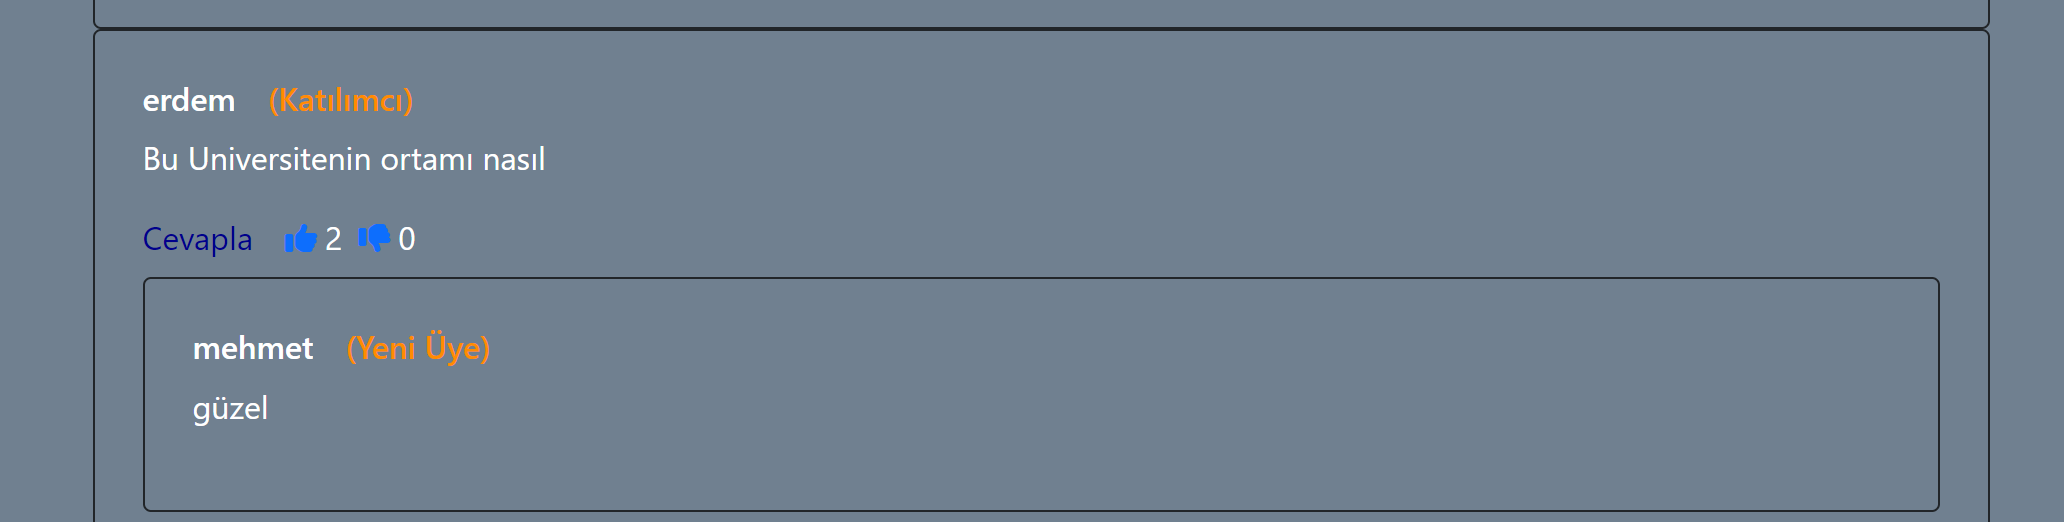 erdem (Katılımcı)
Bu Universitenin ortamı nasıl
Cevapla 2 0
mehmet (Yeni Üye)
güzel